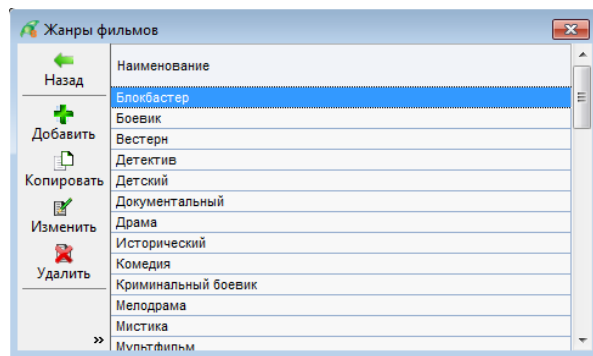 Жанры фильмов
Назад
Добавить
Копировать
Изменить
Удалить
»
Наименование
Блокбастер
Боевик
Вестерн
Детектив
Детский
Документальный
Драма
Исторический
Комедия
Криминальный боевик
Мелодрама
Мистика
Мультфильм